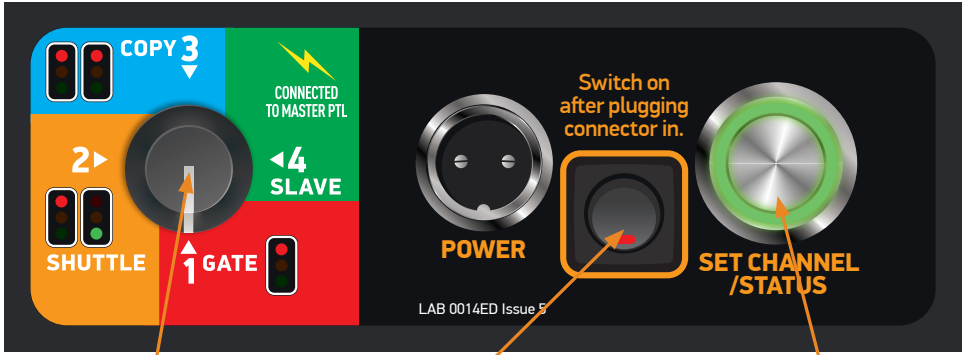 COPY 3
CONNECTED
TO MASTER PTL
2
4
SLAVE
SHUTTLE
1 GATE
POWER
Switch on
after plugging
connector in.
SET CHANNEL
/STATUS
LAB 0014ED Issue 5